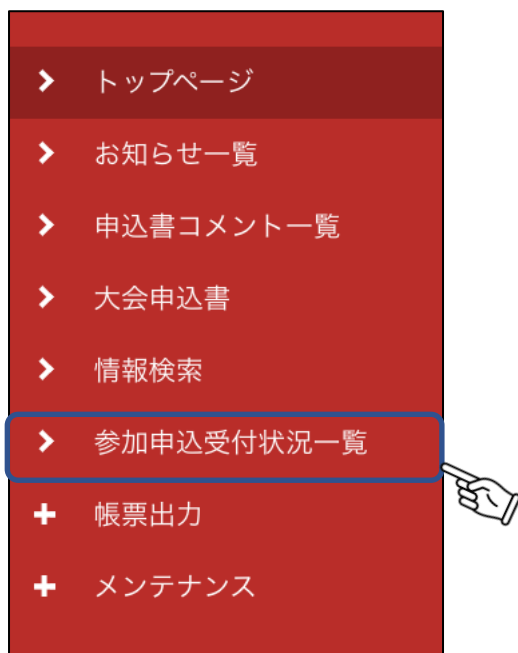 トップページ
お知らせ一覧
申込書コメント一覧
大会申込書
情報検索
参加申込受付状況一覧
帳票出力
メンテナンス